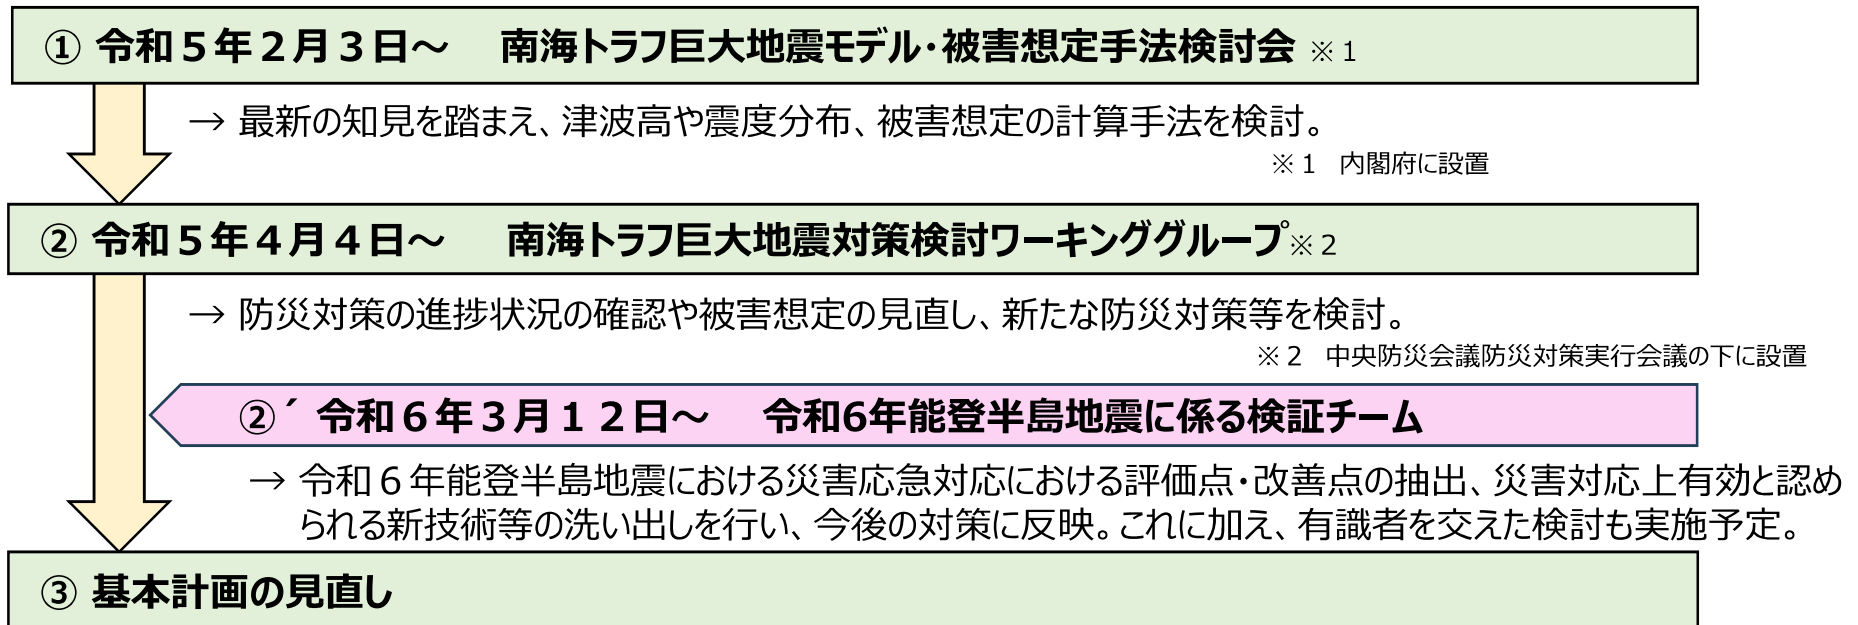 ① 令和５年２月３日～　南海トラフ巨大地震モデル・被害想定手法検討会 ※１
→ 最新の知見を踏まえ、津波高や震度分布、被害想定の計算手法を検討。
※１　内閣府に設置
② 令和５年４月４日～　南海トラフ巨大地震対策検討ワーキンググループ※２
→ 防災対策の進捗状況の確認や被害想定の見直し、新たな防災対策等を検討。
※２　中央防災会議防災対策実行会議の下に設置
②´ 令和６年３月１２日～　令和6年能登半島地震に係る検証チーム
→ 令和６年能登半島地震における災害応急対応における評価点・改善点の抽出、災害対応上有効と認め
られる新技術等の洗い出しを行い、今後の対策に反映。これに加え、有識者を交えた検討も実施予定。
③ 基本計画の見直し